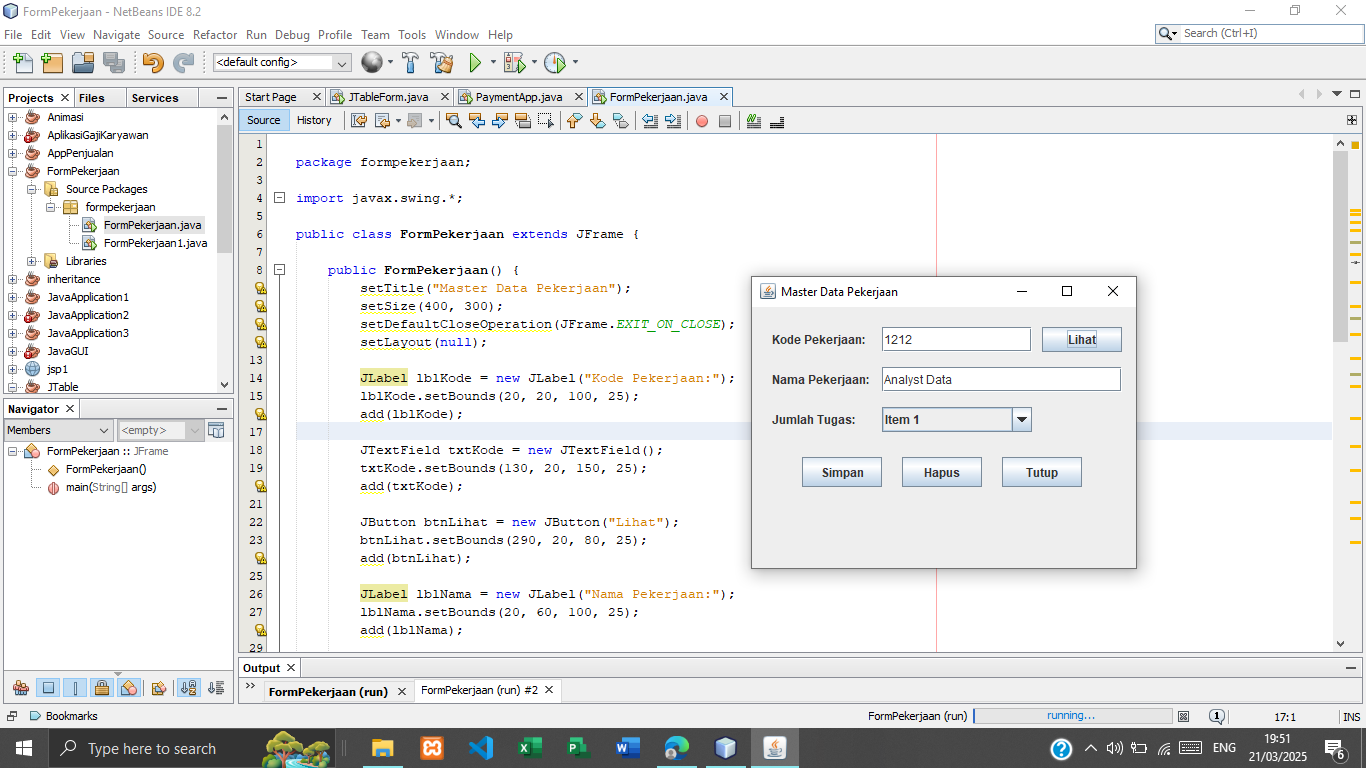 FormPekerjaan - NetBeans IDE 8.2
File Edit View Navigate Source Refactor Run Debug Profile Team Tools Window Help
Search (Ctrl+I)
<default config>
Projects Files Services
Animasi
AplikasiGajiKaryawan
AppPenjualan
FormPekerjaan
Source Packages
formpekerjaan
FormPekerjaan.java
FormPekerjaan1.java
Libraries
inheritance
JavaApplication1
JavaApplication2
JavaApplication3
JavaGUI
jsp1
JTable
Navigator
Members <empty>
FormPekerjaan :: JFrame
FormPekerjaan()
main(String[] args)
Start Page JTableForm.java PaymentApp.java FormPekerjaan.java
Source History
1
2 package formpekerjaan;
3
4 import javax.swing.*;
5
6 public class FormPekerjaan extends JFrame {
7
8 public FormPekerjaan() {
setTitle("Master Data Pekerjaan");
setSize(400, 300);
setDefaultCloseOperation(JFrame.EXIT_ON_CLOSE);
setLayout(null);
13
14 JLabel lblKode = new JLabel("Kode Pekerjaan:");
15 lblKode.setBounds(20, 20, 100, 25);
add(lblKode);
17
18 JTextField txtKode = new JTextField();
19 txtKode.setBounds(130, 20, 150, 25);
add(txtKode);
21
22 JButton btnLihat = new JButton("Lihat");
23 btnLihat.setBounds(290, 20, 80, 25);
add(btnLihat);
25
26 JLabel lblNama = new JLabel("Nama Pekerjaan:");
27 lblNama.setBounds(20, 60, 100, 25);
add(lblNama);
29
Master Data Pekerjaan
Kode Pekerjaan: 1212 Lihat
Nama Pekerjaan: Analyst Data
Jumlah Tugas: Item 1
Simpan Hapus Tutup
Output
FormPekerjaan (run) FormPekerjaan (run) #2
Bookmarks
FormPekerjaan (run) running... 1 17:1 INS
Type here to search
ENG
19:51
21/03/2025
6